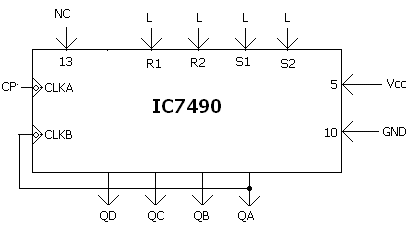 NC L L L L
13 R1 R2 S1 S2
5 Vcc
CP CLKA
IC7490
CLKB 10 GND
QD QC QB QA